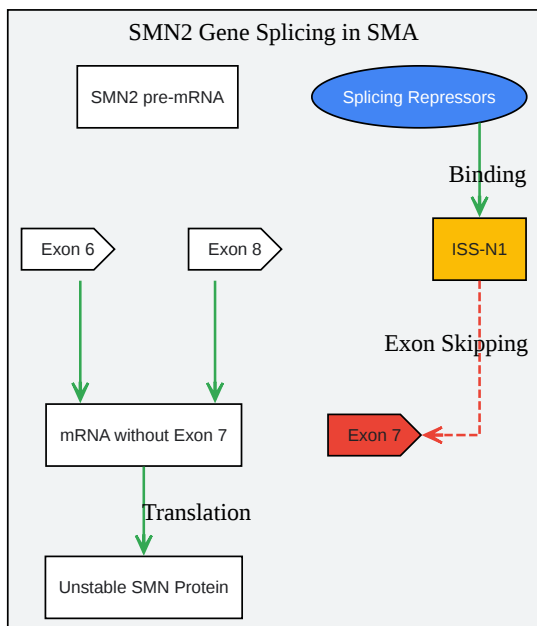 SMN2 Gene Splicing in SMA
SMN2 pre-mRNA
Splicing Repressors
Binding
Exon 6
Exon 8
ISS-N1
Exon Skipping
mRNA without Exon 7
Exon 7
Translation
Unstable SMN Protein